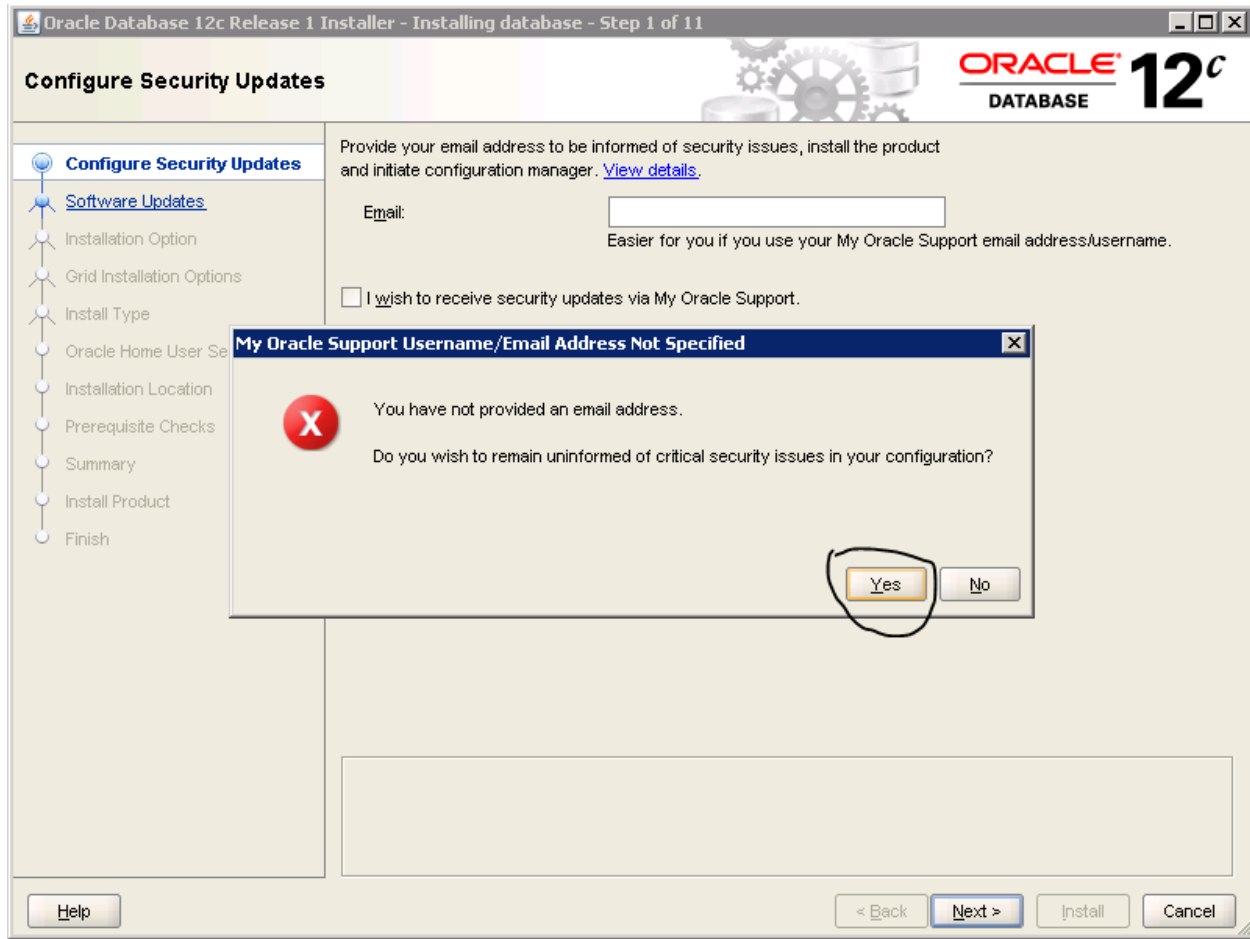 Oracle Database 12c Release 1 Installer - Installing database - Step 1 of 11
Configure Security Updates
ORACLE®
DATABASE
12c
Configure Security Updates
Software Updates
Installation Option
Grid Installation Options
Install Type
Oracle Home User Se
Installation Location
Prerequisite Checks
Summary
Install Product
Finish
Provide your email address to be informed of security issues, install the product
and initiate configuration manager. View details.
Email:
Easier for you if you use your My Oracle Support email address/username.
I wish to receive security updates via My Oracle Support.
My Oracle Support Username/Email Address Not Specified
X
You have not provided an email address.
Do you wish to remain uninformed of critical security issues in your configuration?
Yes
No
Help
< Back
Next >
Install
Cancel